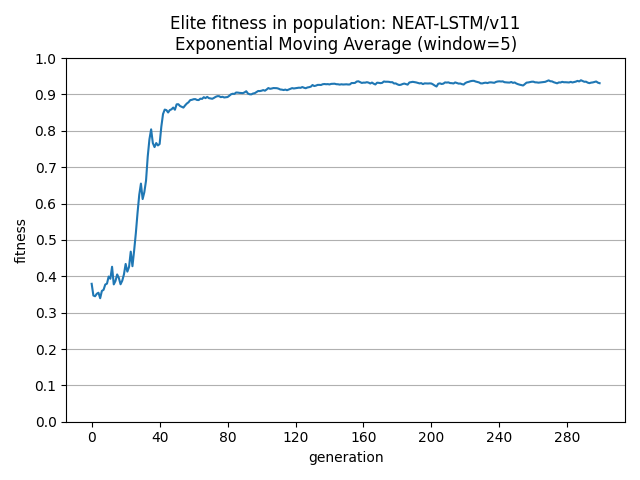 Elite fitness in population: NEAT-LSTM/v11
Exponential Moving Average (window=5)
fitness
1.0
0.9
0.8
0.7
0.6
0.5
0.4
0.3
0.2
0.1
0.0
0 40 80 120 160 200 240 280
generation